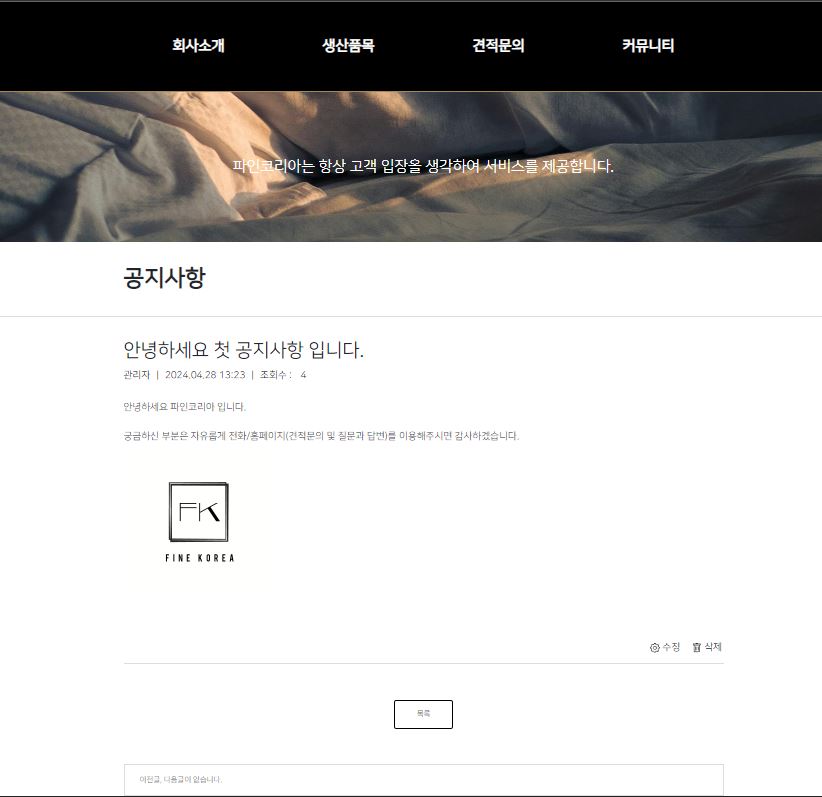 회사소개 생산품목 견적문의 커뮤니티
파인코리아는 항상 고객 입장을 생각하여 서비스를 제공합니다.
공지사항
안녕하세요 첫 공지사항 입니다.
관리자 | 2024.04.28 13:23 | 조회수 : 4
안녕하세요 파인코리아 입니다.
궁금하신 부분은 자유롭게 전화/홈페이지(견적문의 및 질문과 답변)를 이용해주시면 감사하겠습니다.
FK
FINE KOREA
수정 삭제
목록
이전글, 다음글이 없습니다.